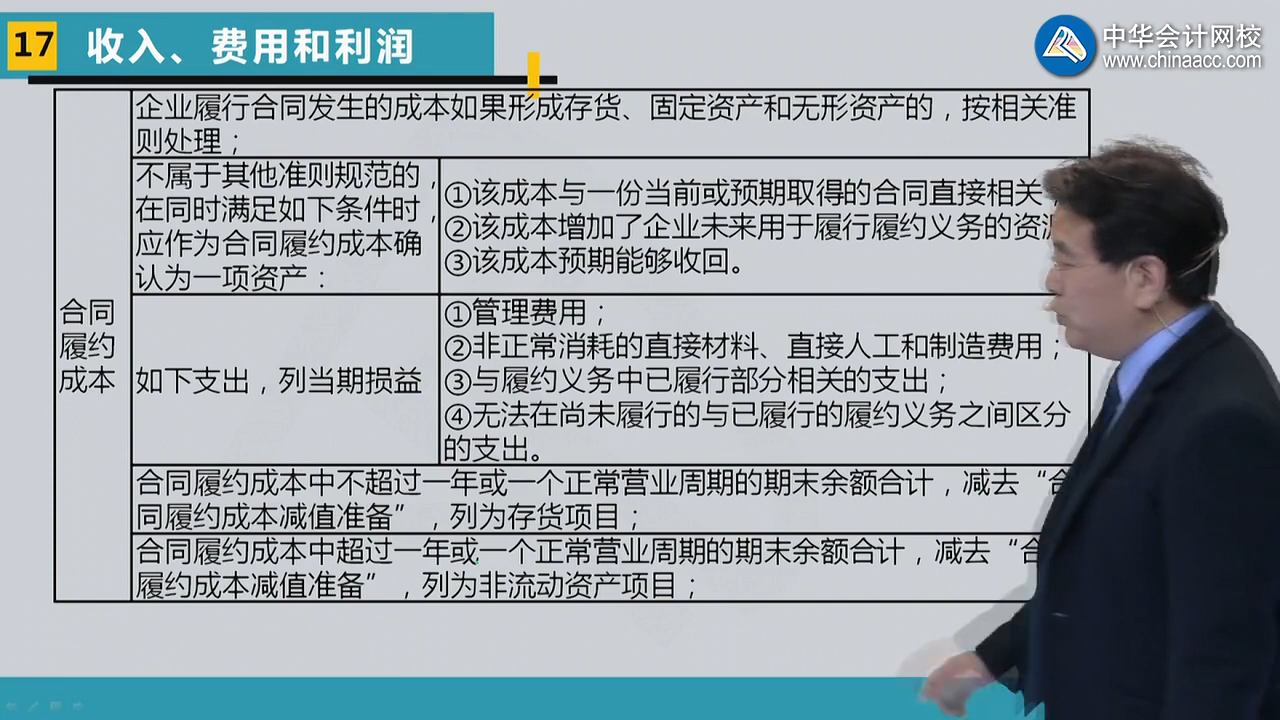 17 收入、费用和利润
中华会计网校
www.chinaacc.com
企业履行合同发生的成本如果形成存货、固定资产和无形资产的，按相关准
则处理；
不属于其他准则规范的，
在同时满足如下条件时，
应作为合同履约成本确
认为一项资产：
①该成本与一份当前或预期取得的合同直接相关
②该成本增加了企业未来用于履行履约义务的资
③该成本预期能够收回。
合同
履约
成本
如下支出，列当期损益
①管理费用；
②非正常消耗的直接材料、直接人工和制造费用；
③与履约义务中已履行部分相关的支出；
④无法在尚未履行的与已履行的履约义务之间区分
的支出。
合同履约成本中不超过一年或一个正常营业周期的期末余额合计，减去“合
同履约成本减值准备”，列为存货项目；
合同履约成本中超过一年或一个正常营业周期的期末余额合计，减去“合
履约成本减值准备”，列为非流动资产项目；